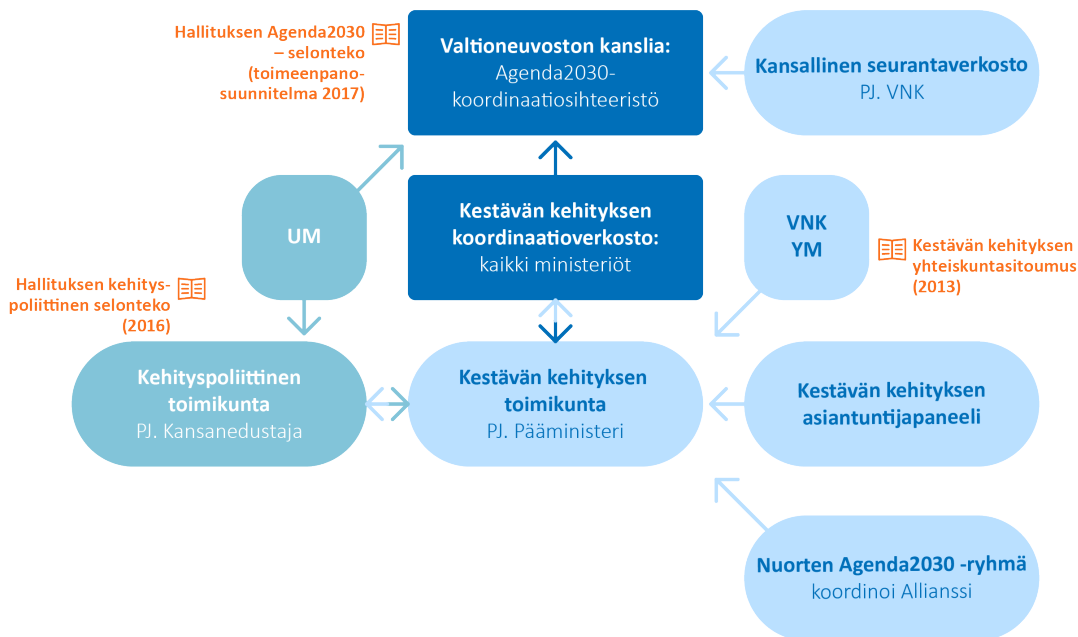 Hallituksen Agenda2030
– selonteko
(toimeenpano-
suunnitelma 2017)
Valtioneuvoston kanslia:
Agenda2030-
koordinaatiosihteeristö
Kansallinen seurantaverkosto
PJ. VNK
UM
Kestävän kehityksen
koordinaatioverkosto:
kaikki ministeriöt
VNK
YM
Kestävän kehityksen
yhteiskuntasitoumus
(2013)
Hallituksen kehitys-
poliittinen selonteko
(2016)
Kehityspoliittinen
toimikunta
PJ. Kansanedustaja
Kestävän kehityksen
toimikunta
PJ. Pääministeri
Kestävän kehityksen
asiantuntijapaneeli
Nuorten Agenda2030 -ryhmä
koordinoi Allianssi